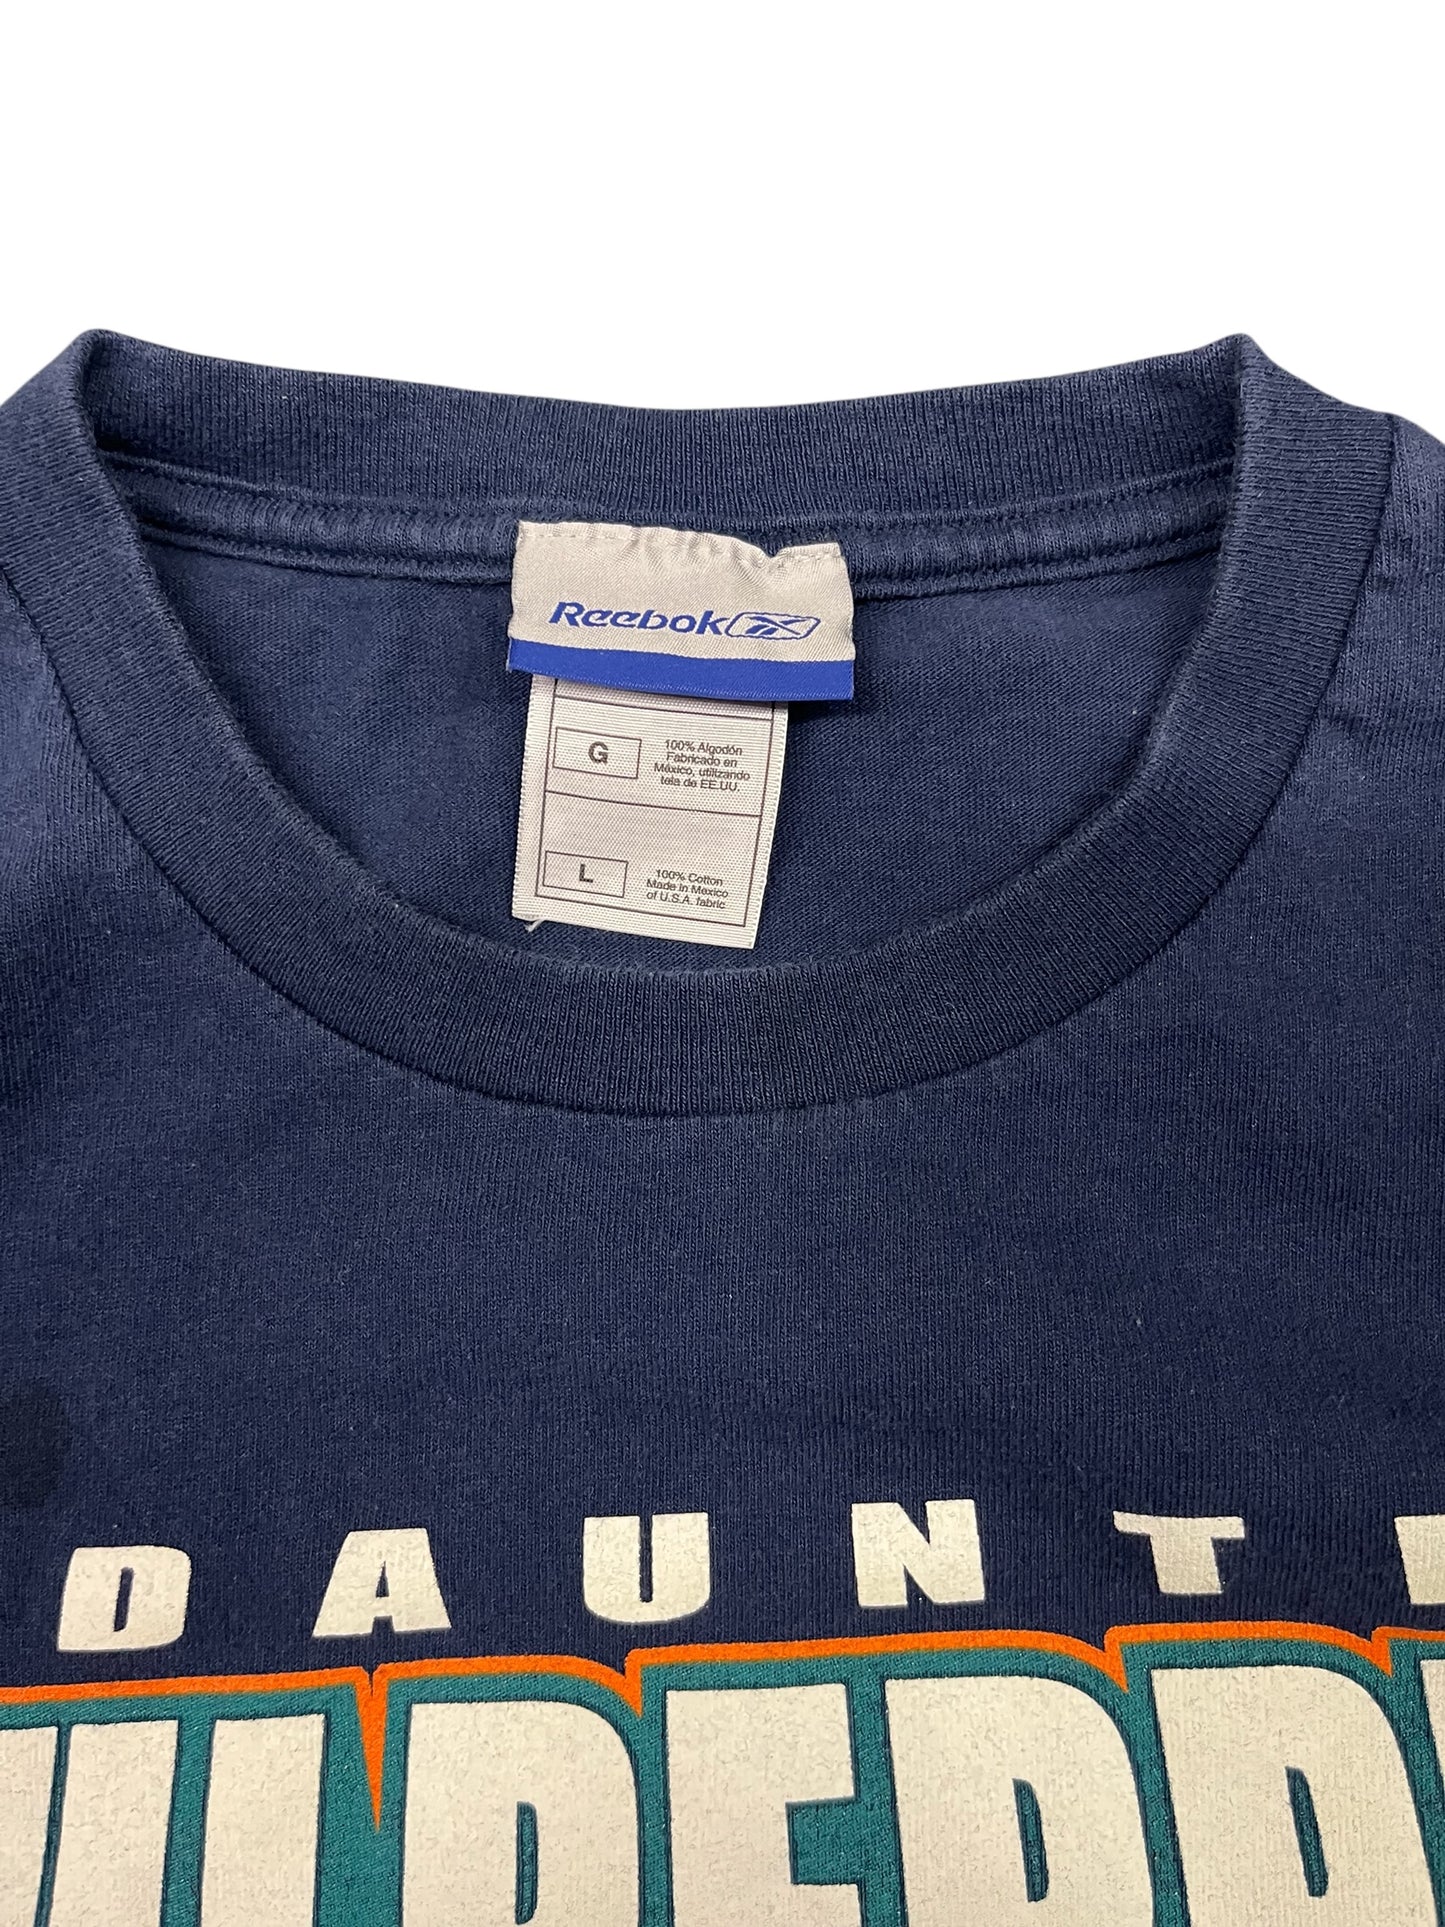 Reebok
G
100% Algodón
Fabricado en
México, utilizando
tela de EE.UU.
L
100% Cotton
Made in Mexico
of U.S.A. fabric
DAUNT